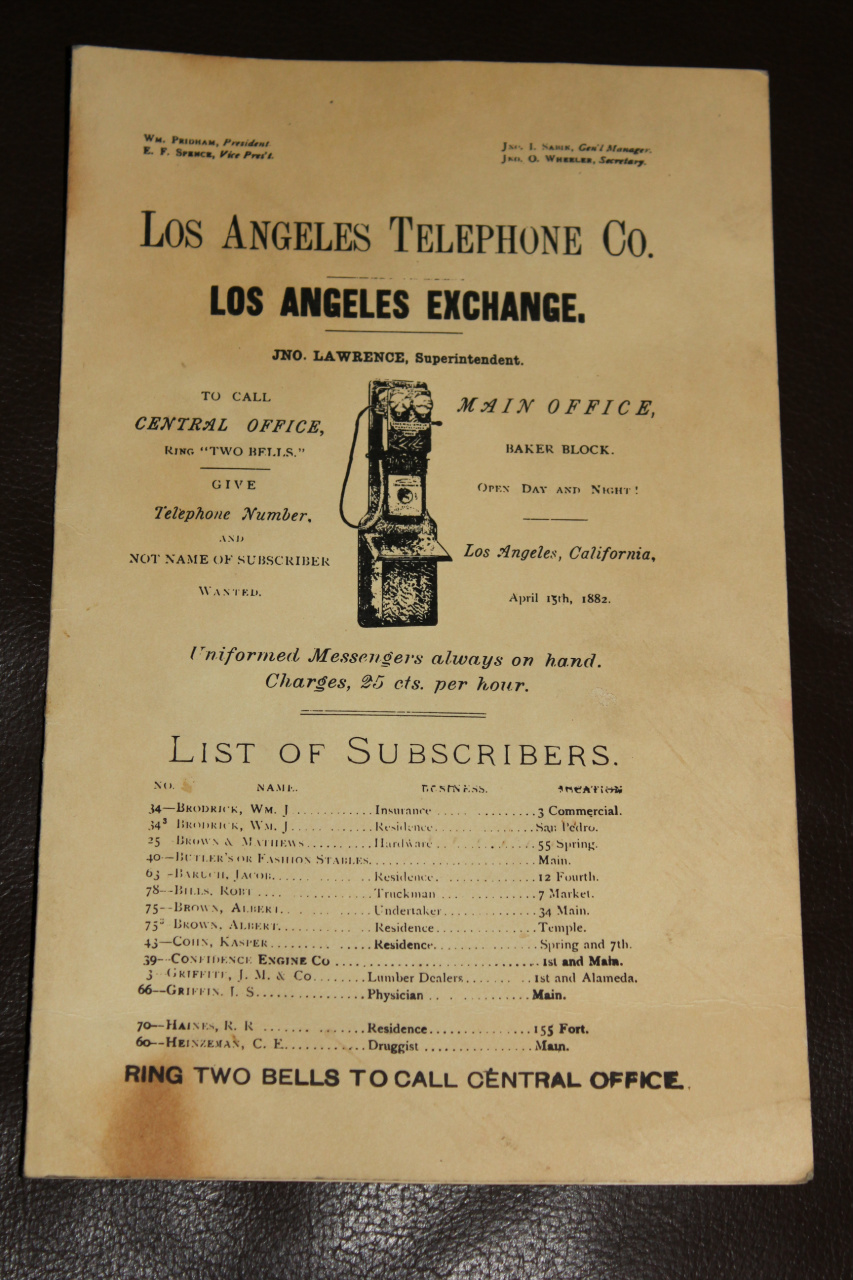 Wm. Pridham, President.
E. F. Spence, Vice Pres't.
Jno. I. Sabin, Gen'l Manager.
Jno. O. Wheeler, Secretary.
Los Angeles Telephone Co.
LOS ANGELES EXCHANGE.
JNO. LAWRENCE, Superintendent.
TO CALL
CENTRAL OFFICE,
Ring "TWO BELLS."
GIVE
Telephone Number,
AND
NOT NAME OF SUBSCRIBER
Wanted.
MAIN OFFICE,
BAKER BLOCK.
Open Day and Night!
Los Angeles, California,
April 15th, 1882.
Uniformed Messengers always on hand.
Charges, 25 cts. per hour.
List of Subscribers.
NO. NAME. BUSINESS. LOCATION
34—Brodrick, Wm. J ............Insurance .... ..........3 Commercial.
34³ Brodrick, Wm. J..............Residence.... ..........San Pedro.
25 Brown & Mathews..........Hardware .... ..........55 Spring.
40—Butler's or Fashion Stables..........................Main.
63 -Baruch, Jacob..............Residence..............12 Fourth.
78--Bills, Robt .... ............Truckman .... ..........7 Market.
75--Brown, Albert..............Undertaker..............34 Main.
75² Brown, Albert..............Residence..............Temple.
43—Cohn, Kasper..............Residence..............Spring and 7th.
39--Confidence Engine Co ..........................1st and Main.
3 Griffith, J. M. & Co..........Lumber Dealers..........1st and Alameda.
66—Griffin, J. S................Physician .. ............Main.
70—Haines, R. R ..............Residence..............155 Fort.
60--Heinzeman, C. F............Druggist ................Main.
RING TWO BELLS TO CALL CENTRAL OFFICE.